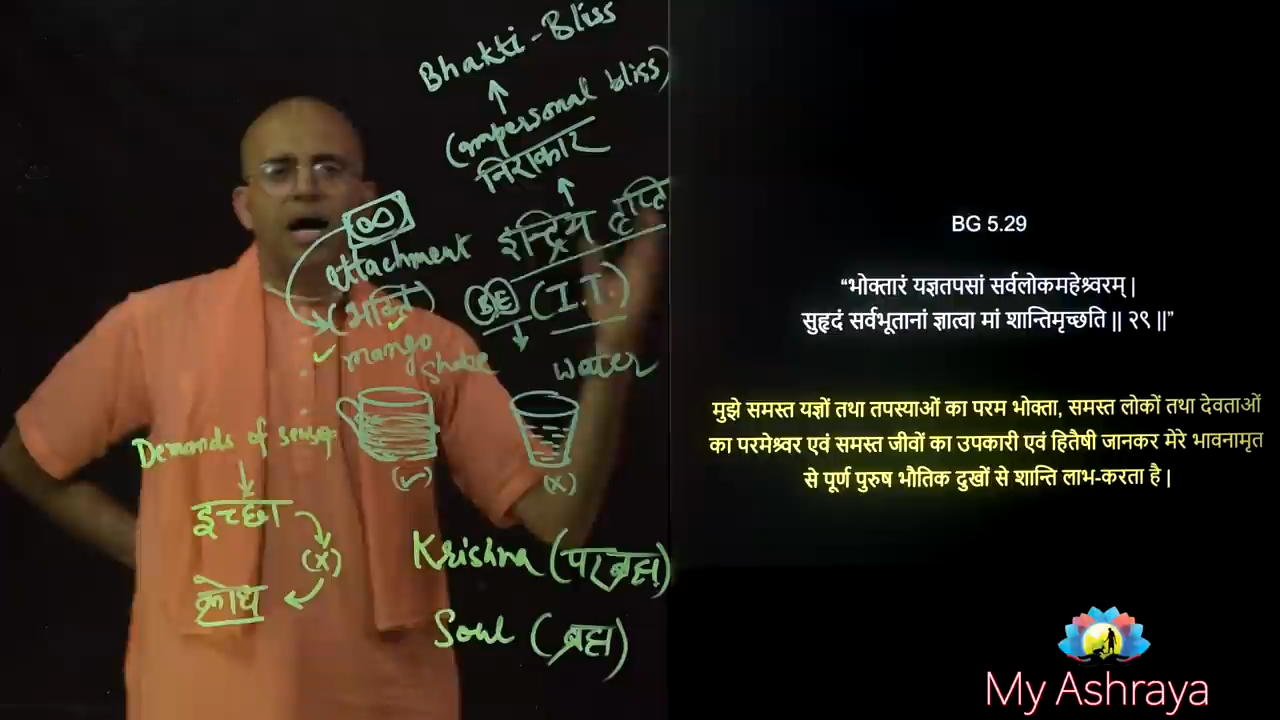 Bhakti-Bliss
(impersonal bliss)
निराकार
∞
attachment
इन्द्रिय तृप्ति
(भक्ति)
(I.T.)
mango
shake
water
Demands of senses
(✓)
(x)
इच्छा
(x)
क्रोध
Krishna (परब्रह्म)
Soul (ब्रह्म)
BG 5.29
“भोक्तारं यज्ञतपसां सर्वलोकमहेश्र्वरम् |
सुहृदं सर्वभूतानां ज्ञात्वा मां शान्तिमृच्छति || २९ ||”
मुझे समस्त यज्ञों तथा तपस्याओं का परम भोक्ता, समस्त लोकों तथा देवताओं
का परमेश्र्वर एवं समस्त जीवों का उपकारी एवं हितैषी जानकर मेरे भावनामृत
से पूर्ण पुरुष भौतिक दुखों से शान्ति लाभ-करता है |
My Ashraya